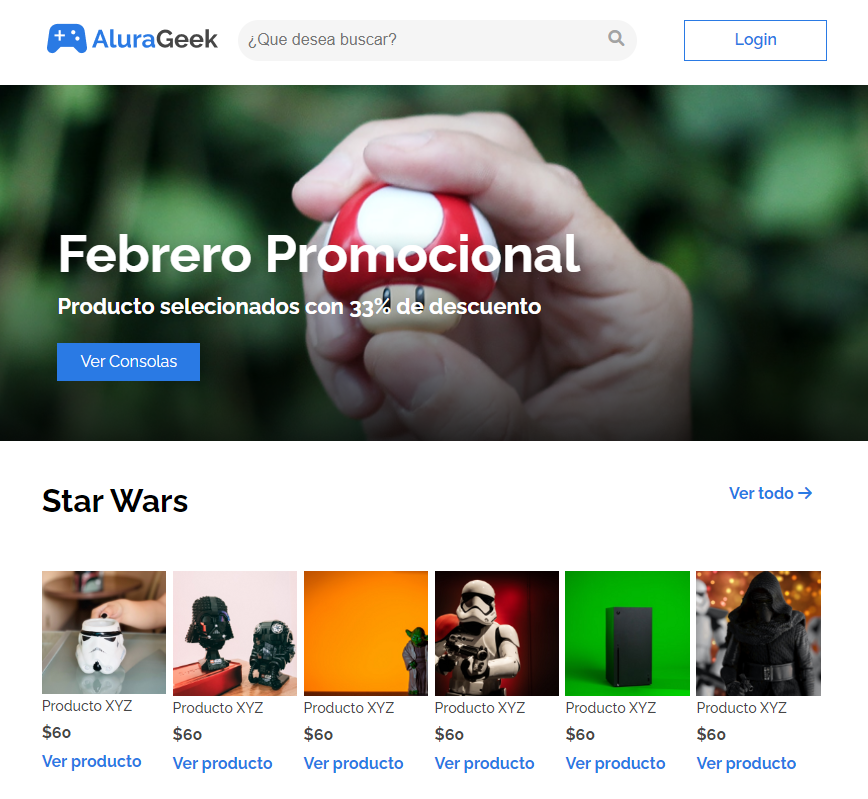 AluraGeek
¿Que desea buscar?
Login
Febrero Promocional
Producto selecionados con 33% de descuento
Ver Consolas
Star Wars
Ver todo →
Producto XYZ
$60
Ver producto
Producto XYZ
$60
Ver producto
Producto XYZ
$60
Ver producto
Producto XYZ
$60
Ver producto
Producto XYZ
$60
Ver producto
Producto XYZ
$60
Ver producto